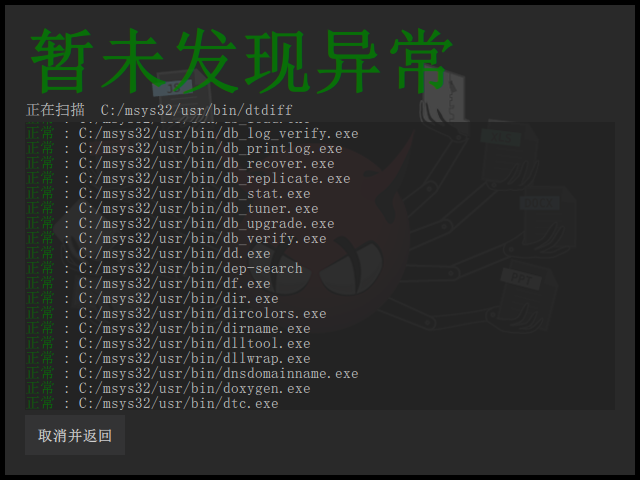 暂未发现异常
正在扫描 C:/msys32/usr/bin/dtdiff
正常 : C:/msys32/usr/bin/db_log_verify.exe
正常 : C:/msys32/usr/bin/db_printlog.exe
正常 : C:/msys32/usr/bin/db_recover.exe
正常 : C:/msys32/usr/bin/db_replicate.exe
正常 : C:/msys32/usr/bin/db_stat.exe
正常 : C:/msys32/usr/bin/db_tuner.exe
正常 : C:/msys32/usr/bin/db_upgrade.exe
正常 : C:/msys32/usr/bin/db_verify.exe
正常 : C:/msys32/usr/bin/dd.exe
正常 : C:/msys32/usr/bin/dep-search
正常 : C:/msys32/usr/bin/df.exe
正常 : C:/msys32/usr/bin/dir.exe
正常 : C:/msys32/usr/bin/dircolors.exe
正常 : C:/msys32/usr/bin/dirname.exe
正常 : C:/msys32/usr/bin/dlltool.exe
正常 : C:/msys32/usr/bin/dllwrap.exe
正常 : C:/msys32/usr/bin/dnsdomainname.exe
正常 : C:/msys32/usr/bin/doxygen.exe
正常 : C:/msys32/usr/bin/dtc.exe
取消并返回